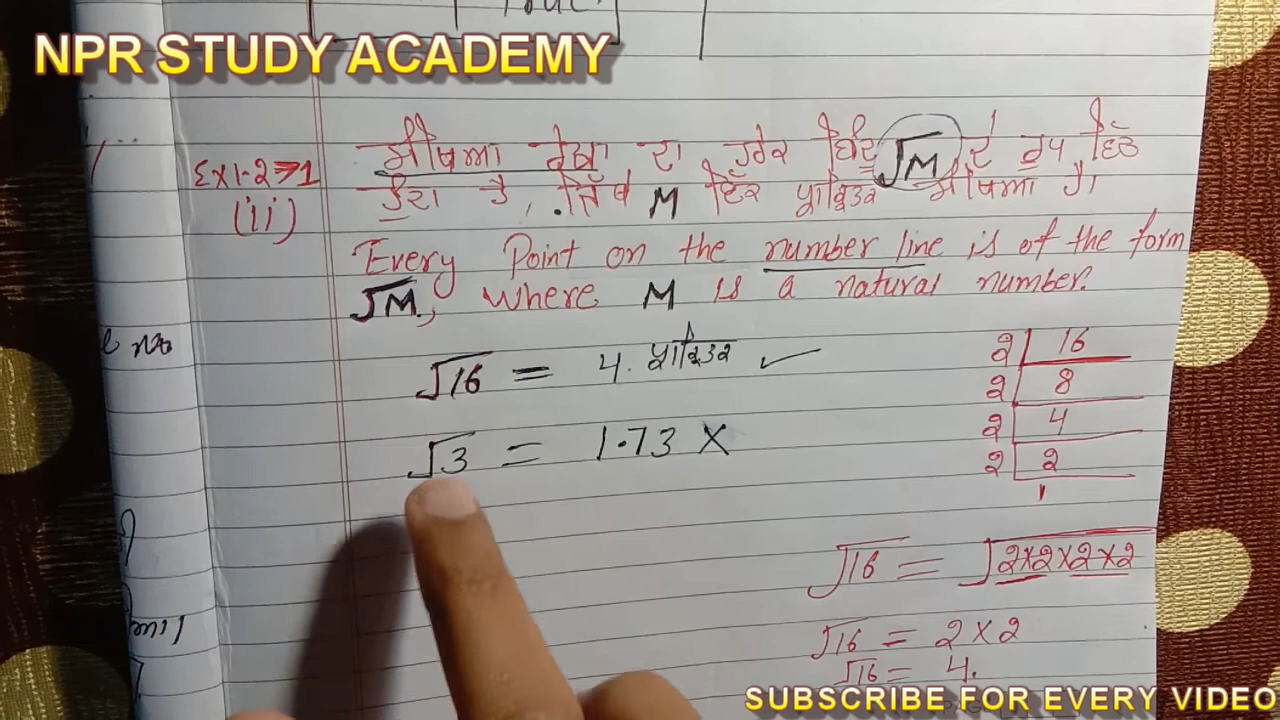 NPR STUDY ACADEMY
Ex 1.2 ⇒ 1
(ii)
ਸੰਖਿਆ ਰੇਖਾ ਦਾ ਹਰੇਕ ਬਿੰਦੂ √M ਦੇ ਰੂਪ ਵਿੱਚ
ਹੁੰਦਾ ਹੈ, ਜਿੱਥੇ M ਇੱਕ ਪ੍ਰਾਕ੍ਰਿਤਕ ਸੰਖਿਆ ਹੈ।
Every Point on the number line is of the form
√M, where M is a natural number.
√16 = 4. ਪ੍ਰਾਕ੍ਰਿਤਕ ✓
√3 = 1.73 X
2 | 16
2 | 8
2 | 4
2 | 2
1
√16 = √2×2×2×2
√16 = 2×2
√16 = 4.
SUBSCRIBE FOR EVERY VIDEO